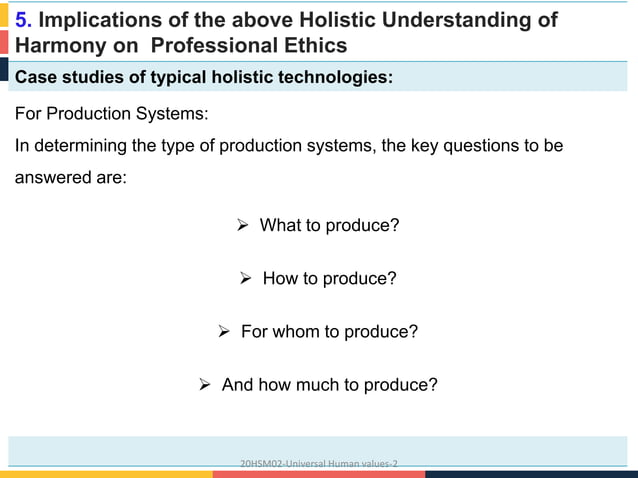 5. Implications of the above Holistic Understanding of
Harmony on Professional Ethics
Case studies of typical holistic technologies:
For Production Systems:
In determining the type of production systems, the key questions to be
answered are:
➢ What to produce?
➢ How to produce?
➢ For whom to produce?
➢ And how much to produce?
20HSM02-Universal Human values-2